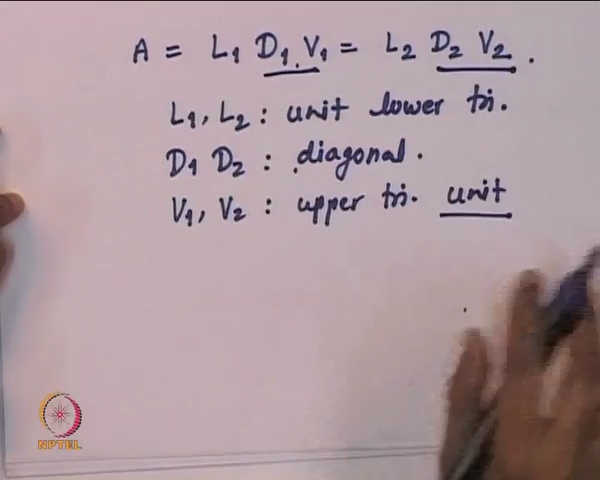 A = L₁ D₁ V₁ = L₂ D₂ V₂ .
L₁, L₂ : unit lower tri.
D₁ D₂ : diagonal .
V₁, V₂ : upper tri. unit
NPTEL